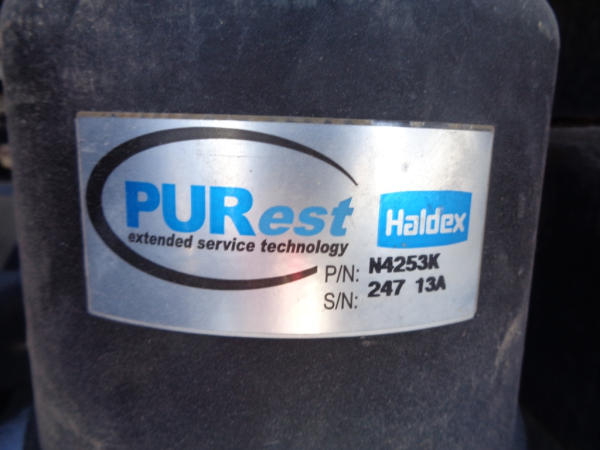 PURest
extended service technology
Haldex
P/N: N4253K
S/N: 247 13A